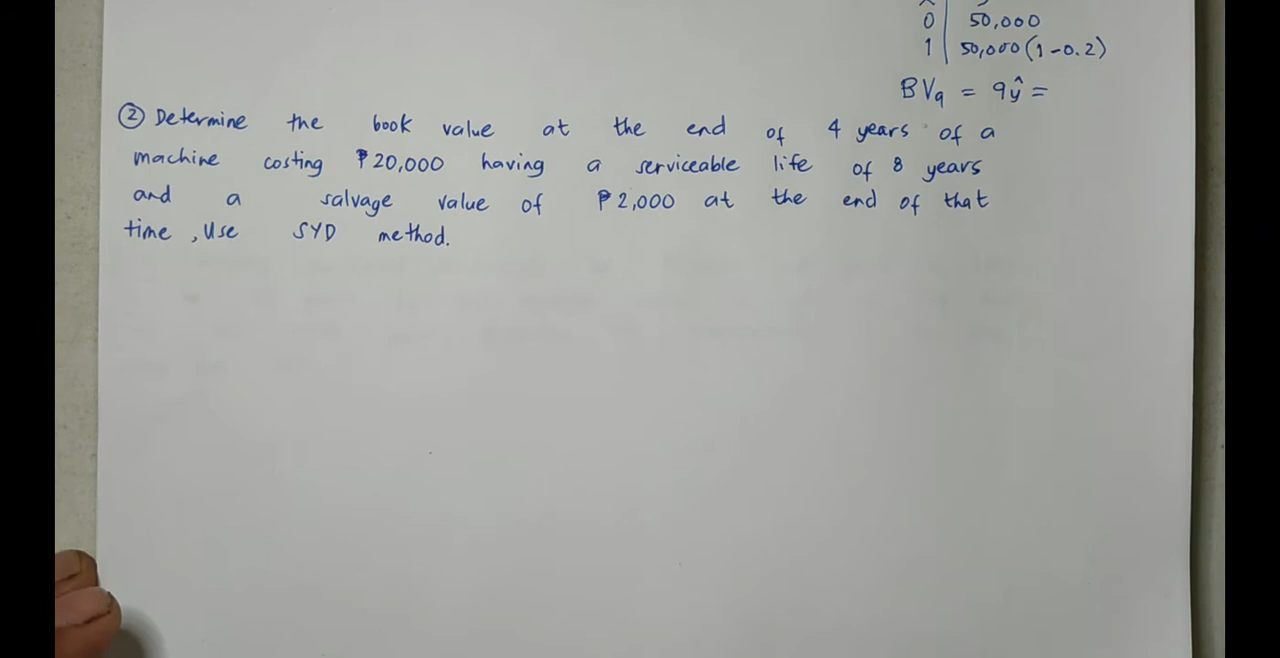 0 50,000
1 50,000(1-0.2)
BV9 = 9ŷ =
② Determine the book value at the end of 4 years of a
machine costing ₱20,000 having a serviceable life of 8 years
and a salvage value of ₱2,000 at the end of that
time, Use SYD method.